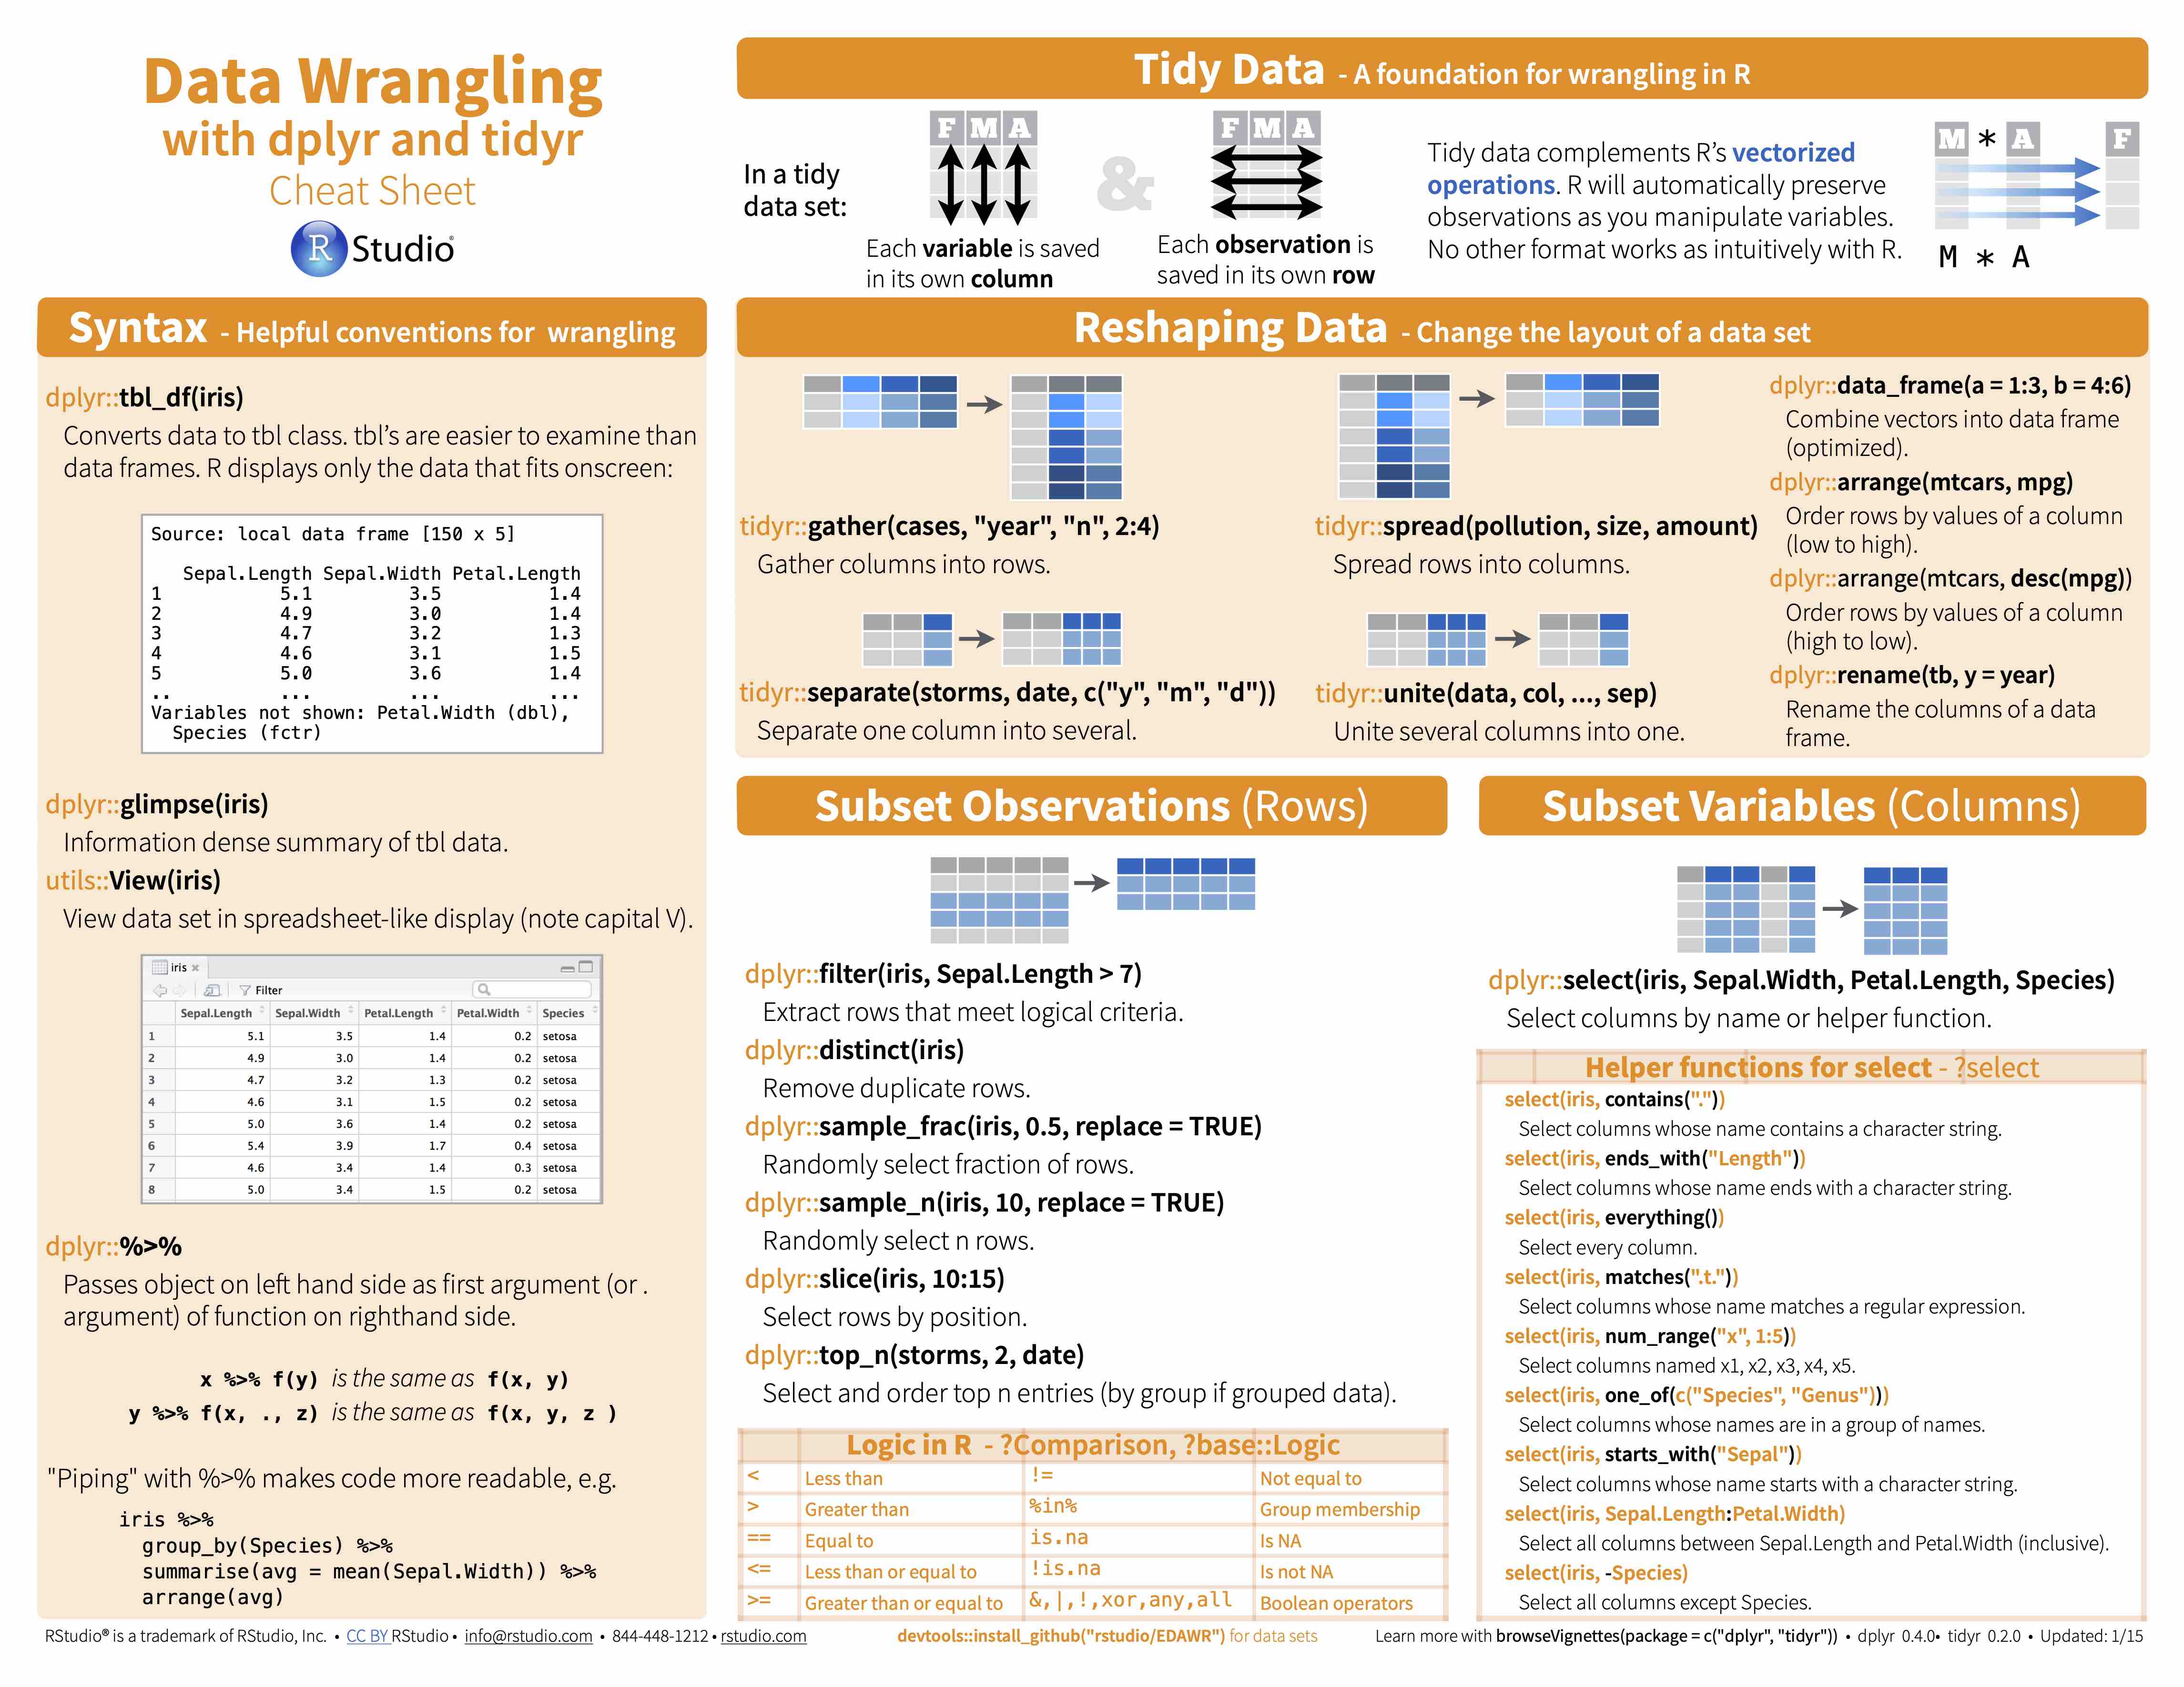 Data Wrangling
with dplyr and tidyr
Cheat Sheet
R Studio®
Syntax - Helpful conventions for wrangling
dplyr::tbl_df(iris)
Converts data to tbl class. tbl’s are easier to examine than
data frames. R displays only the data that fits onscreen:
Source: local data frame [150 x 5]
Sepal.Length Sepal.Width Petal.Length
1 5.1 3.5 1.4
2 4.9 3.0 1.4
3 4.7 3.2 1.3
4 4.6 3.1 1.5
5 5.0 3.6 1.4
.. ... ... ...
Variables not shown: Petal.Width (dbl),
Species (fctr)
dplyr::glimpse(iris)
Information dense summary of tbl data.
utils::View(iris)
View data set in spreadsheet-like display (note capital V).
iris
Filter
Sepal.Length Sepal.Width Petal.Length Petal.Width Species
1 5.1 3.5 1.4 0.2 setosa
2 4.9 3.0 1.4 0.2 setosa
3 4.7 3.2 1.3 0.2 setosa
4 4.6 3.1 1.5 0.2 setosa
5 5.0 3.6 1.4 0.2 setosa
6 5.4 3.9 1.7 0.4 setosa
7 4.6 3.4 1.4 0.3 setosa
8 5.0 3.4 1.5 0.2 setosa
dplyr::%>%
Passes object on left hand side as first argument (or .
argument) of function on righthand side.
x %>% f(y) is the same as f(x, y)
y %>% f(x, ., z) is the same as f(x, y, z )
"Piping" with %>% makes code more readable, e.g.
iris %>%
group_by(Species) %>%
summarise(avg = mean(Sepal.Width)) %>%
arrange(avg)
Tidy Data - A foundation for wrangling in R
In a tidy
data set:
F M A
Each variable is saved
in its own column
&
F M A
Each observation is
saved in its own row
Tidy data complements R’s vectorized
operations. R will automatically preserve
observations as you manipulate variables.
No other format works as intuitively with R.
M * A F
M * A
Reshaping Data - Change the layout of a data set
tidyr::gather(cases, "year", "n", 2:4)
Gather columns into rows.
tidyr::spread(pollution, size, amount)
Spread rows into columns.
tidyr::separate(storms, date, c("y", "m", "d"))
Separate one column into several.
tidyr::unite(data, col, ..., sep)
Unite several columns into one.
dplyr::data_frame(a = 1:3, b = 4:6)
Combine vectors into data frame
(optimized).
dplyr::arrange(mtcars, mpg)
Order rows by values of a column
(low to high).
dplyr::arrange(mtcars, desc(mpg))
Order rows by values of a column
(high to low).
dplyr::rename(tb, y = year)
Rename the columns of a data
frame.
Subset Observations (Rows)
dplyr::filter(iris, Sepal.Length > 7)
Extract rows that meet logical criteria.
dplyr::distinct(iris)
Remove duplicate rows.
dplyr::sample_frac(iris, 0.5, replace = TRUE)
Randomly select fraction of rows.
dplyr::sample_n(iris, 10, replace = TRUE)
Randomly select n rows.
dplyr::slice(iris, 10:15)
Select rows by position.
dplyr::top_n(storms, 2, date)
Select and order top n entries (by group if grouped data).
Logic in R - ?Comparison, ?base::Logic
< Less than != Not equal to
> Greater than %in% Group membership
== Equal to is.na Is NA
<= Less than or equal to !is.na Is not NA
>= Greater than or equal to &,|,!,xor,any,all Boolean operators
Subset Variables (Columns)
dplyr::select(iris, Sepal.Width, Petal.Length, Species)
Select columns by name or helper function.
Helper functions for select - ?select
select(iris, contains("."))
Select columns whose name contains a character string.
select(iris, ends_with("Length"))
Select columns whose name ends with a character string.
select(iris, everything())
Select every column.
select(iris, matches(".t."))
Select columns whose name matches a regular expression.
select(iris, num_range("x", 1:5))
Select columns named x1, x2, x3, x4, x5.
select(iris, one_of(c("Species", "Genus")))
Select columns whose names are in a group of names.
select(iris, starts_with("Sepal"))
Select columns whose name starts with a character string.
select(iris, Sepal.Length:Petal.Width)
Select all columns between Sepal.Length and Petal.Width (inclusive).
select(iris, -Species)
Select all columns except Species.
RStudio® is a trademark of RStudio, Inc. • CC BY RStudio • info@rstudio.com • 844-448-1212 • rstudio.com
devtools::install_github("rstudio/EDAWR") for data sets
Learn more with browseVignettes(package = c("dplyr", "tidyr")) • dplyr 0.4.0• tidyr 0.2.0 • Updated: 1/15